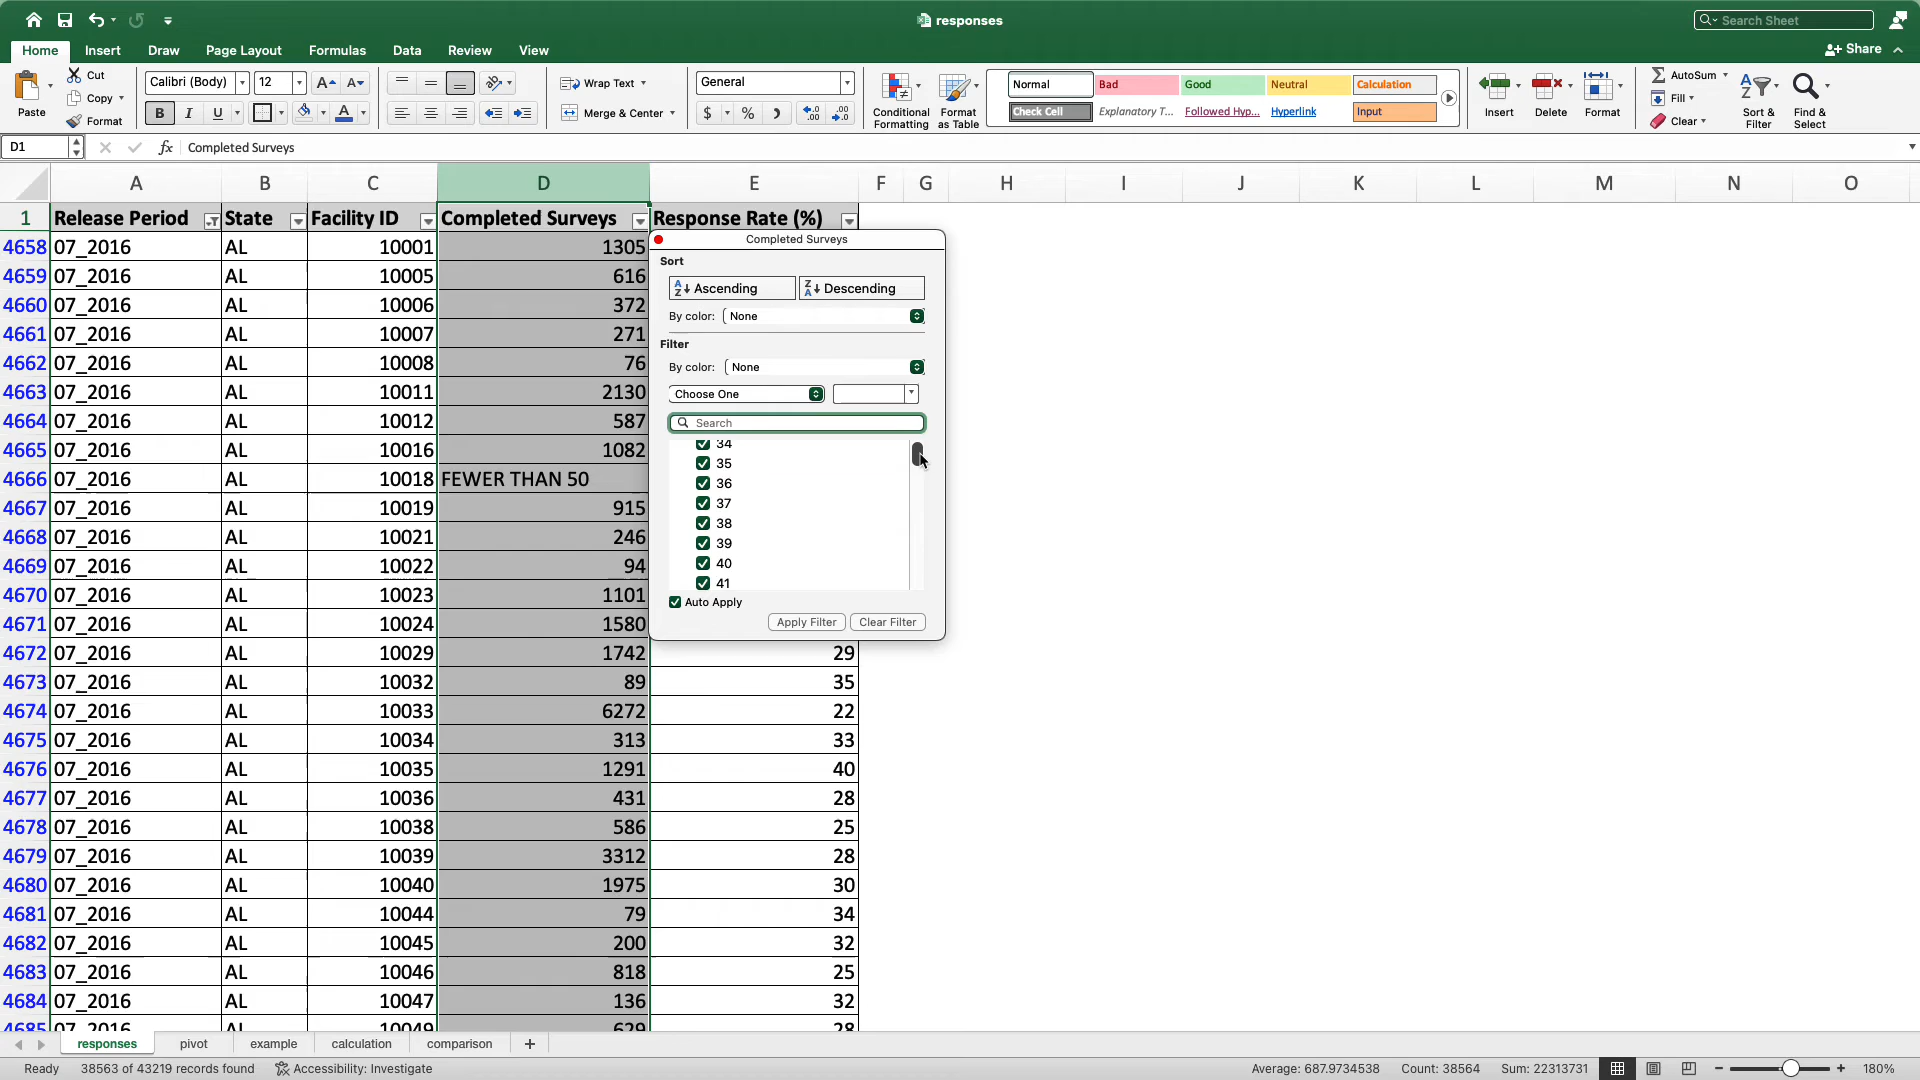 responses
Search Sheet
Home Insert Draw Page Layout Formulas Data Review View
Share
Paste
Cut
Copy
Format
Calibri (Body) 12
B I U
Wrap Text
Merge & Center
General
$ %
Conditional Formatting
Format as Table
Normal Bad Good Neutral Calculation
Check Cell Explanatory T... Followed Hyp... Hyperlink Input
Insert Delete Format
AutoSum
Fill
Clear
Sort & Filter
Find & Select
D1
fx Completed Surveys
A B C D E F G H I J K L M N O
1 Release Period State Facility ID Completed Surveys Response Rate (%)
4658 07_2016 AL 10001 1305
4659 07_2016 AL 10005 616
4660 07_2016 AL 10006 372
4661 07_2016 AL 10007 271
4662 07_2016 AL 10008 76
4663 07_2016 AL 10011 2130
4664 07_2016 AL 10012 587
4665 07_2016 AL 10016 1082
4666 07_2016 AL 10018 FEWER THAN 50
4667 07_2016 AL 10019 915
4668 07_2016 AL 10021 246
4669 07_2016 AL 10022 94
4670 07_2016 AL 10023 1101
4671 07_2016 AL 10024 1580
4672 07_2016 AL 10029 1742 29
4673 07_2016 AL 10032 89 35
4674 07_2016 AL 10033 6272 22
4675 07_2016 AL 10034 313 33
4676 07_2016 AL 10035 1291 40
4677 07_2016 AL 10036 431 28
4678 07_2016 AL 10038 586 25
4679 07_2016 AL 10039 3312 28
4680 07_2016 AL 10040 1975 30
4681 07_2016 AL 10044 79 34
4682 07_2016 AL 10045 200 32
4683 07_2016 AL 10046 818 25
4684 07_2016 AL 10047 136 32
4685 07_2016 AL 10049 629 28
Completed Surveys
Sort
Ascending Descending
By color: None
Filter
By color: None
Choose One
Search
34
35
36
37
38
39
40
41
Auto Apply
Apply Filter Clear Filter
responses pivot example calculation comparison +
Ready 38563 of 43219 records found Accessibility: Investigate Average: 687.9734538 Count: 38564 Sum: 22313731 180%